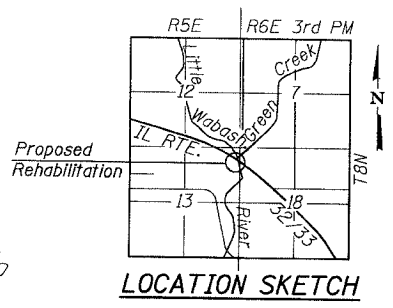 R5E R6E 3rd PM
Little
Creek
12
7
N
Wabash
Green
IL RTE.
Proposed
Rehabilitation
T8N
13
18
32/33
River
LOCATION SKETCH